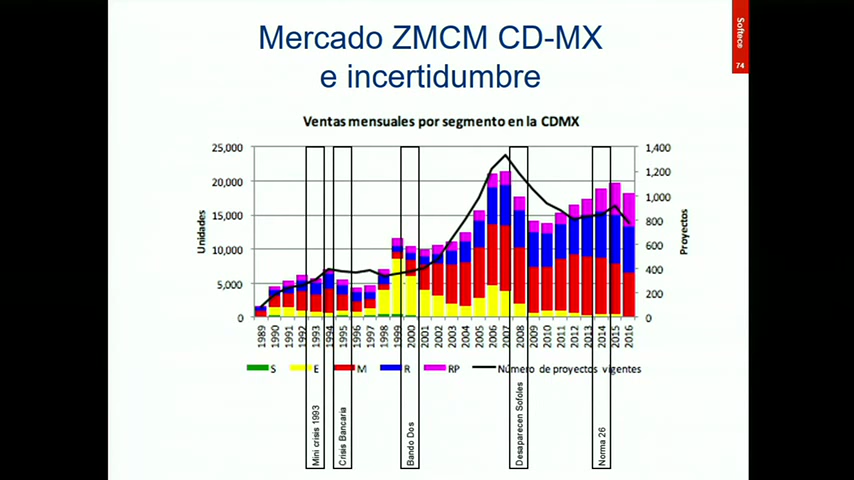 Mercado ZMCM CD-MX
e incertidumbre
Softece
74
Ventas mensuales por segmento en la CDMX
25,000
20,000
15,000
10,000
5,000
0
Unidades
1,400
1,200
1,000
800
600
400
200
0
Proyectos
1989 1990 1991 1992 1993 1994 1995 1996 1997 1998 1999 2000 2001 2002 2003 2004 2005 2006 2007 2008 2009 2010 2011 2012 2013 2014 2015 2016
S E M R RP Número de proyectos vigentes
Mini crisis 1993
Crisis Bancaria
Bando Dos
Desaparecen Sofoles
Norma 26